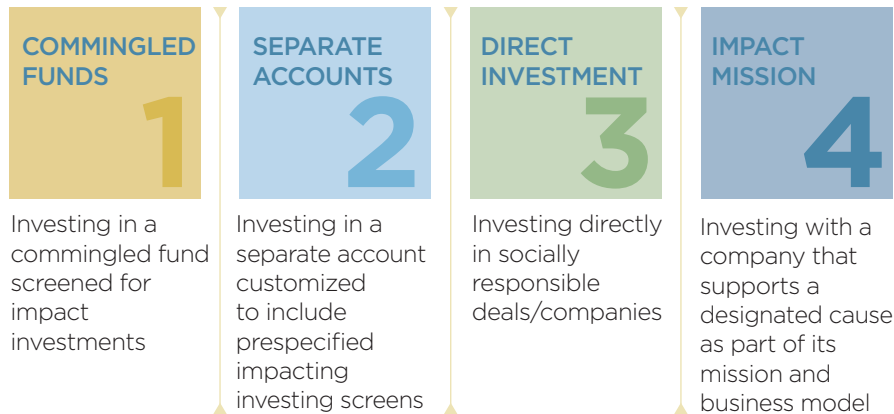 COMMINGLED
FUNDS
1
Investing in a
commingled fund
screened for
impact
investments
SEPARATE
ACCOUNTS
2
Investing in a
separate account
customized
to include
prespecified
impacting
investing screens
DIRECT
INVESTMENT
3
Investing directly
in socially
responsible
deals/companies
IMPACT
MISSION
4
Investing with a
company that
supports a
designated cause
as part of its
mission and
business model